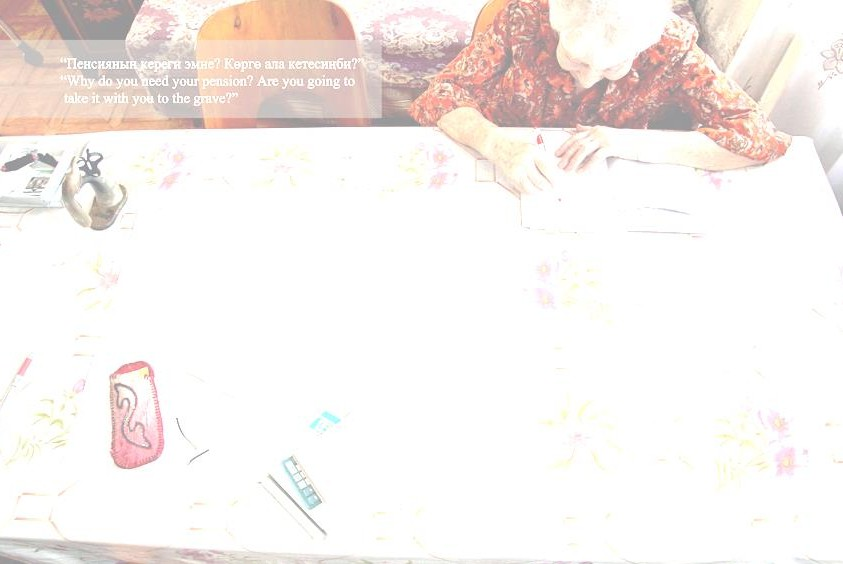 “Пенсиянын кереги эмне? Көргө ала кетесиңби?”
“Why do you need your pension? Are you going to
take it with you to the grave?”